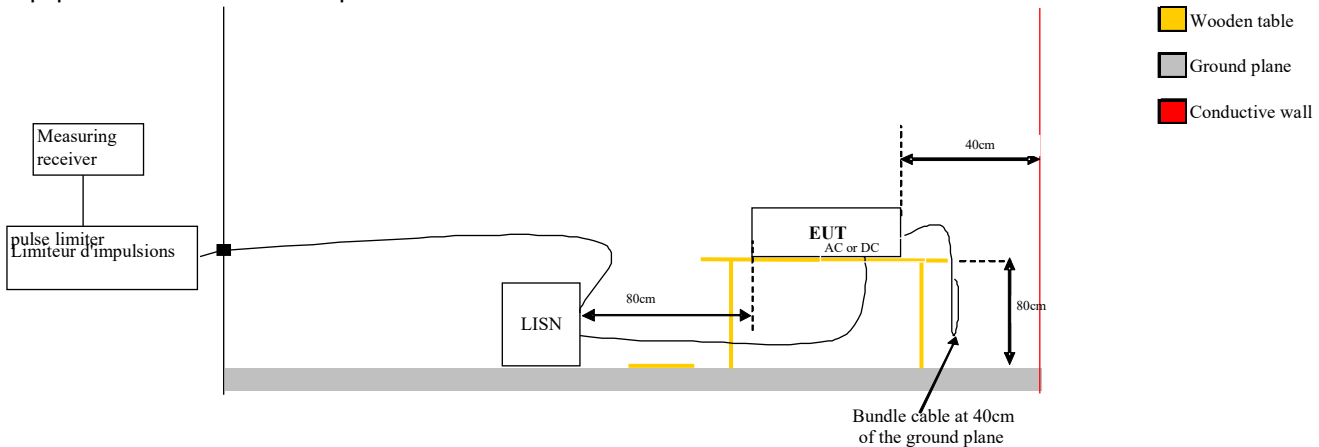 Wooden table
Ground plane
Conductive wall
Measuring
receiver
40cm
pulse limiter
Limiteur d'impulsions
EUT
AC or DC
80cm
80cm
LISN
Bundle cable at 40cm
of the ground plane